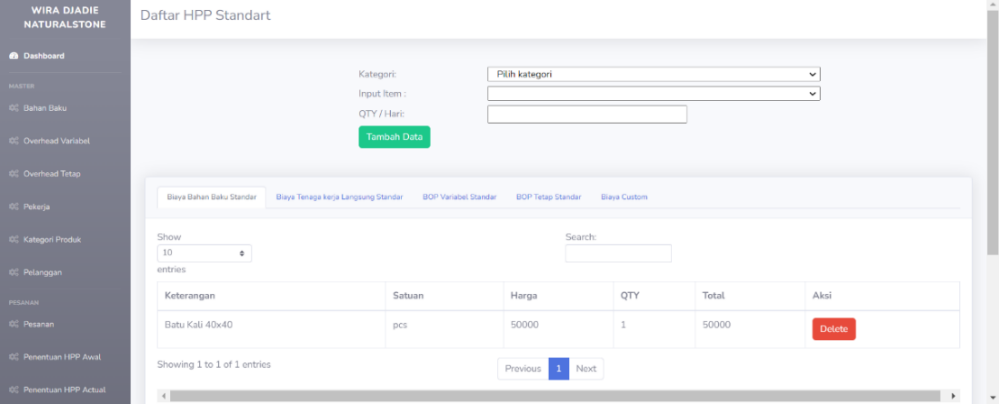 WIRA DJADIE
NATURALSTONE
Dashboard
MASTER
Bahan Baku
Overhead Variabel
Overhead Tetap
Pekerja
Kategori Produk
Pelanggan
PESANAN
Pesanan
Penentuan HPP Awal
Penentuan HPP Actual
Daftar HPP Standart
Kategori: Pilih kategori
Input Item :
QTY / Hari:
Tambah Data
Biaya Bahan Baku Standar Biaya Tenaga kerja Langsung Standar BOP Variabel Standar BOP Tetap Standar Biaya Custom
Show Search:
10
entries
Keterangan Satuan Harga QTY Total Aksi
Batu Kali 40x40 pcs 50000 1 50000 Delete
Showing 1 to 1 of 1 entries Previous 1 Next